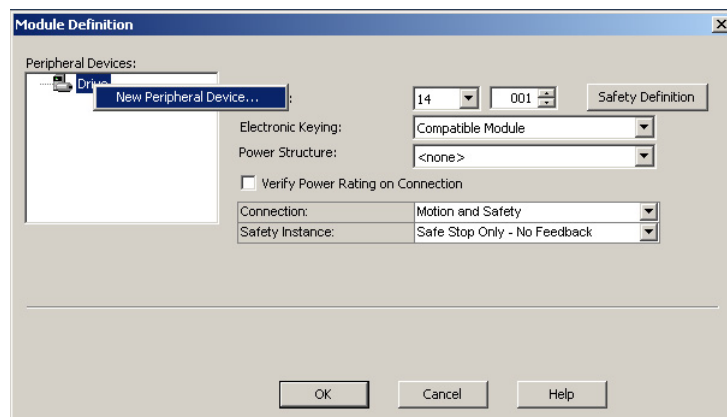 Module Definition
Peripheral Devices:
New Peripheral Device...
: 14 001 Safety Definition
Electronic Keying: Compatible Module
Power Structure: <none>
Verify Power Rating on Connection
Connection: Motion and Safety
Safety Instance: Safe Stop Only - No Feedback
OK Cancel Help